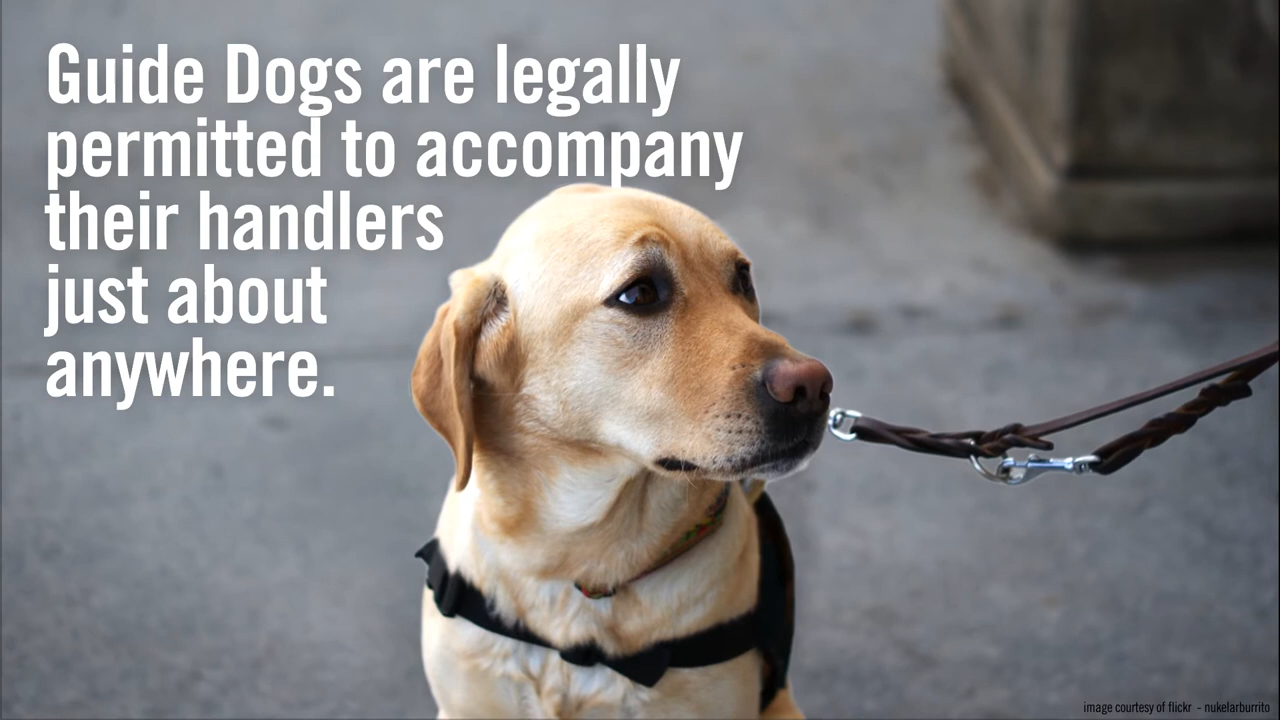 Guide Dogs are legally
permitted to accompany
their handlers
just about
anywhere.
image courtesy of flickr - nukelarburrito